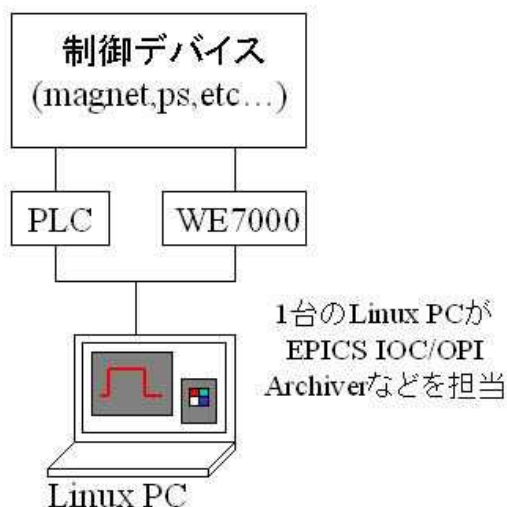 制御デバイス
(magnet,ps,etc…)
PLC
WE7000
1台のLinux PCが
EPICS IOC/OPI
Archiverなどを担当
Linux PC